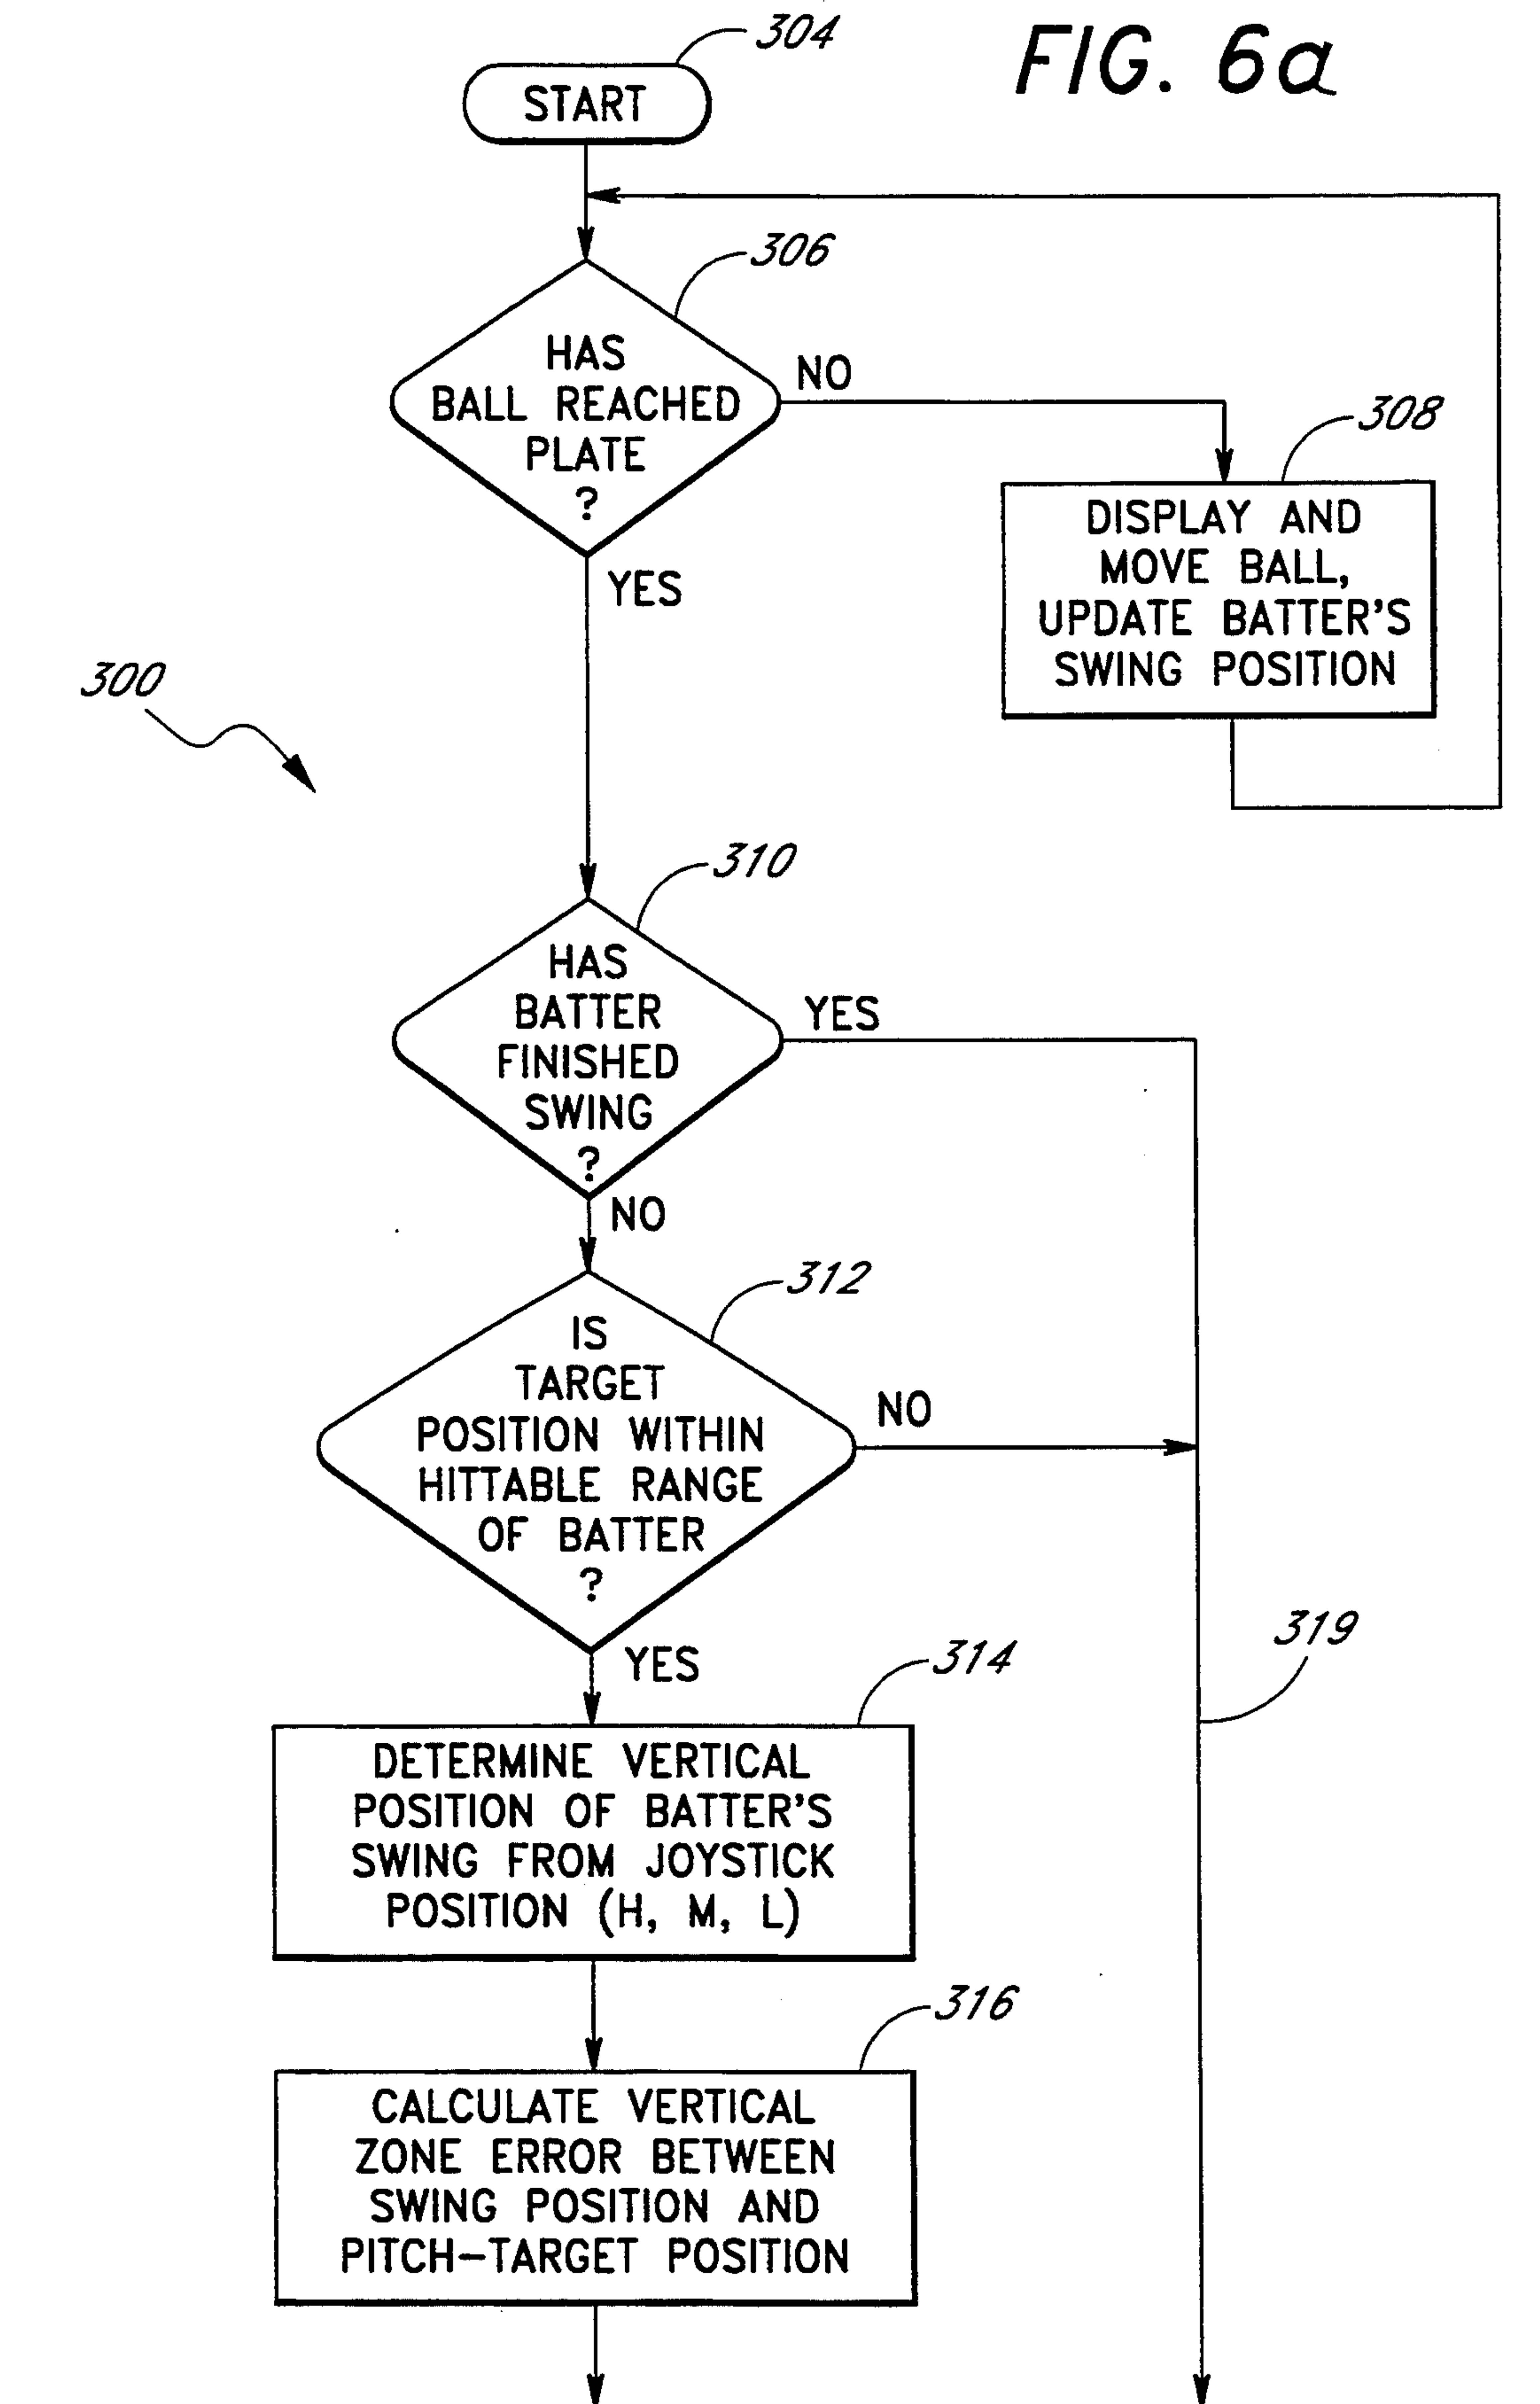 304
FIG. 6a
START
306
HAS
BALL REACHED
PLATE
?
NO
YES
308
DISPLAY AND
MOVE BALL,
UPDATE BATTER'S
SWING POSITION
300
310
HAS
BATTER
FINISHED
SWING
?
YES
NO
312
IS
TARGET
POSITION WITHIN
HITTABLE RANGE
OF BATTER
?
NO
YES
319
314
DETERMINE VERTICAL
POSITION OF BATTER'S
SWING FROM JOYSTICK
POSITION (H, M, L)
316
CALCULATE VERTICAL
ZONE ERROR BETWEEN
SWING POSITION AND
PITCH-TARGET POSITION